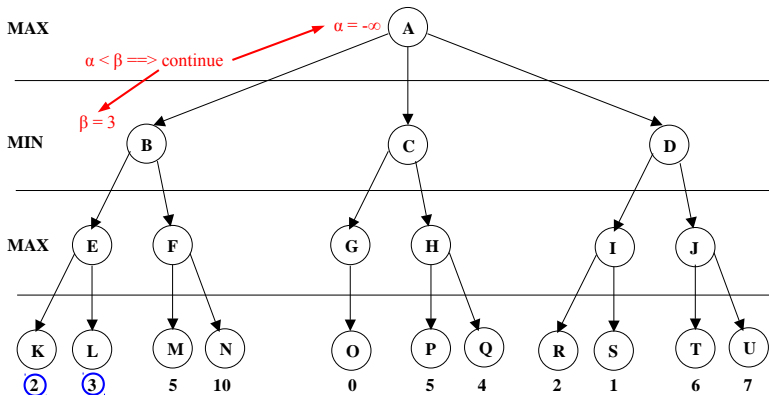 MAX
α = -∞
A
α < β ==> continue
β = 3
MIN
B
C
D
MAX
E
F
G
H
I
J
K
L
M
N
O
P
Q
R
S
T
U
2
3
5
10
0
5
4
2
1
6
7